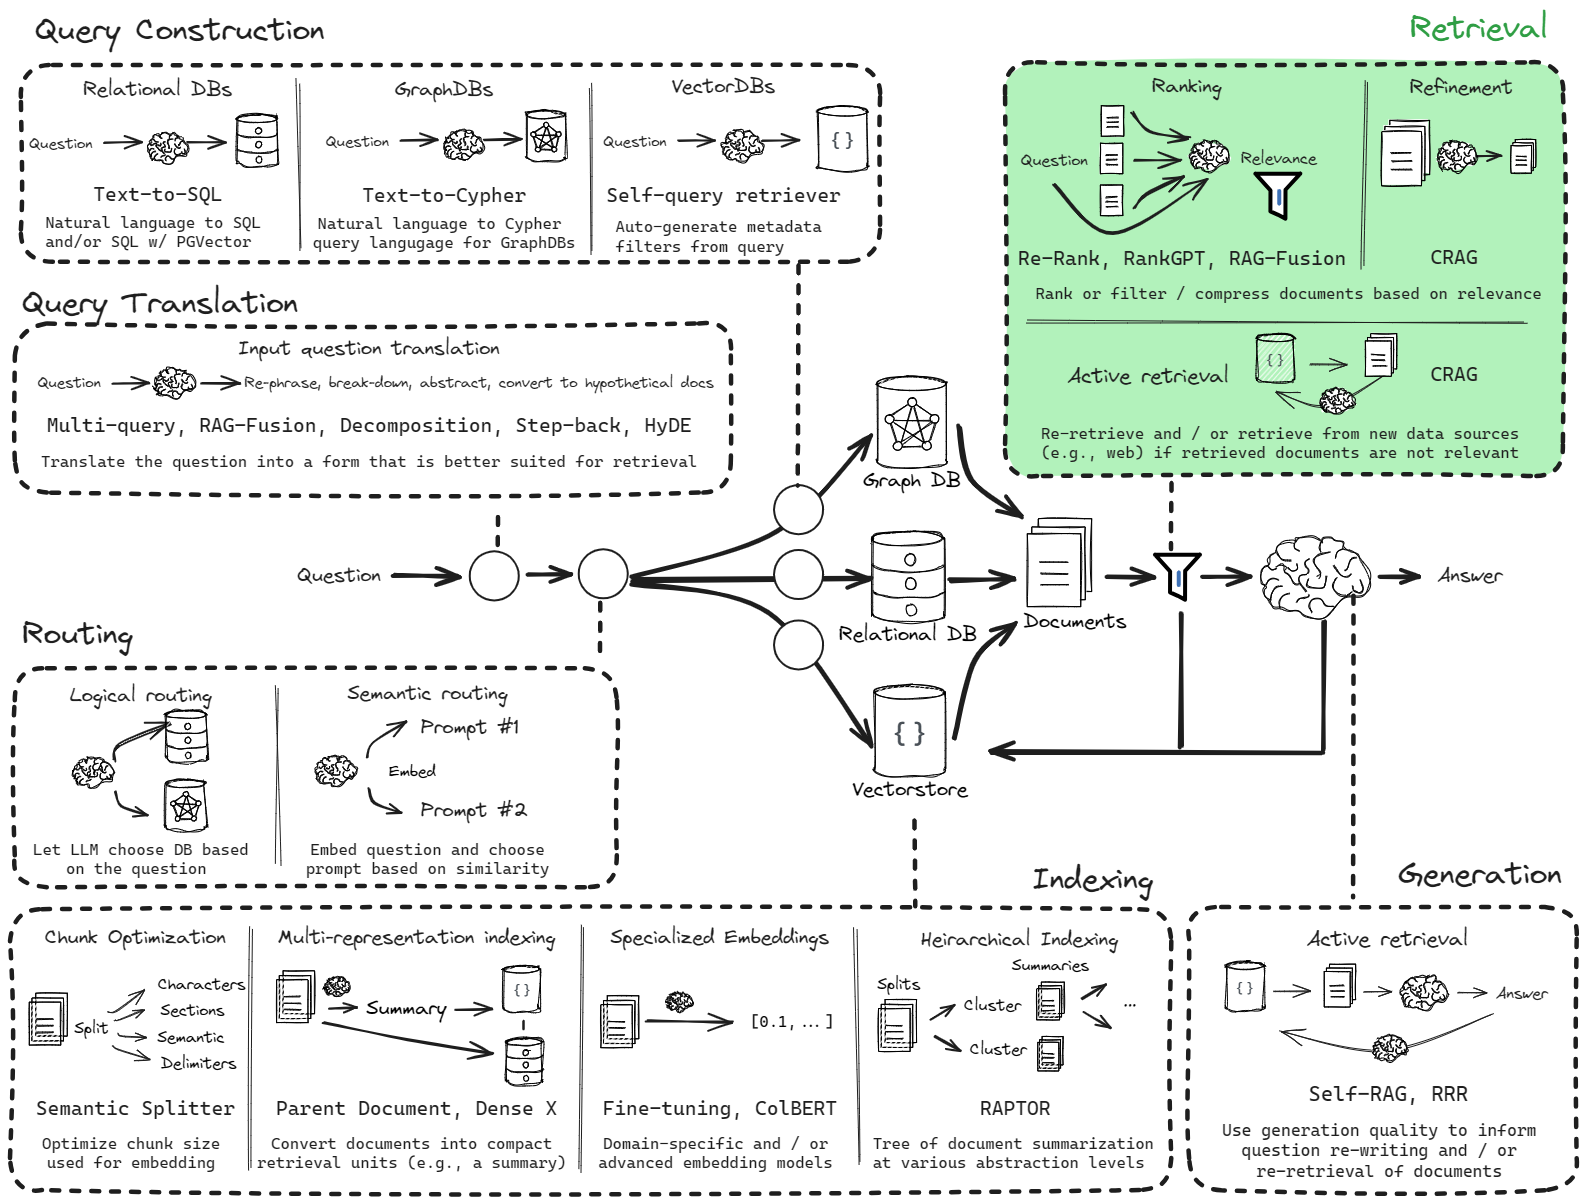 Query Construction
Relational DBs
Question
Text-to-SQL
Natural language to SQL
and/or SQL w/ PGVector
GraphDBs
Question
Text-to-Cypher
Natural language to Cypher
query langugage for GraphDBs
VectorDBs
Question
{}
Self-query retriever
Auto-generate metadata
filters from query
Retrieval
Ranking
Question
Relevance
Re-Rank, RankGPT, RAG-Fusion
Refinement
CRAG
Rank or filter / compress documents based on relevance
Active retrieval
{}
CRAG
Re-retrieve and / or retrieve from new data sources
(e.g., web) if retrieved documents are not relevant
Query Translation
Input question translation
Question
Re-phrase, break-down, abstract, convert to hypothetical docs
Multi-query, RAG-Fusion, Decomposition, Step-back, HyDE
Translate the question into a form that is better suited for retrieval
Question
Graph DB
Relational DB
{}
Vectorstore
Documents
Answer
Routing
Logical routing
Let LLM choose DB based
on the question
Semantic routing
Prompt #1
Embed
Prompt #2
Embed question and choose
prompt based on similarity
Indexing
Chunk Optimization
Split
Characters
Sections
Semantic
Delimiters
Semantic Splitter
Optimize chunk size
used for embedding
Multi-representation indexing
Summary
{}
Parent Document, Dense X
Convert documents into compact
retrieval units (e.g., a summary)
Specialized Embeddings
[0.1, ...]
Fine-tuning, ColBERT
Domain-specific and / or
advanced embedding models
Heirarchical Indexing
Summaries
Splits
Cluster
Cluster
...
RAPTOR
Tree of document summarization
at various abstraction levels
Generation
Active retrieval
{}
Answer
Self-RAG, RRR
Use generation quality to inform
question re-writing and / or
re-retrieval of documents